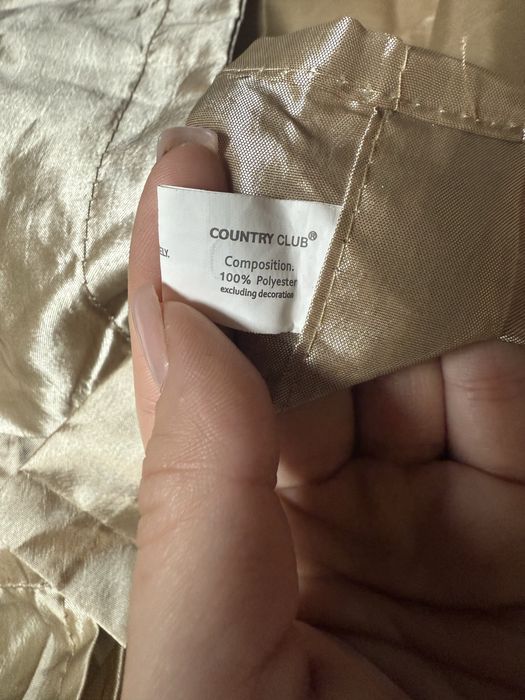 COUNTRY CLUB®
Composition.
100% Polyester
excluding decoration